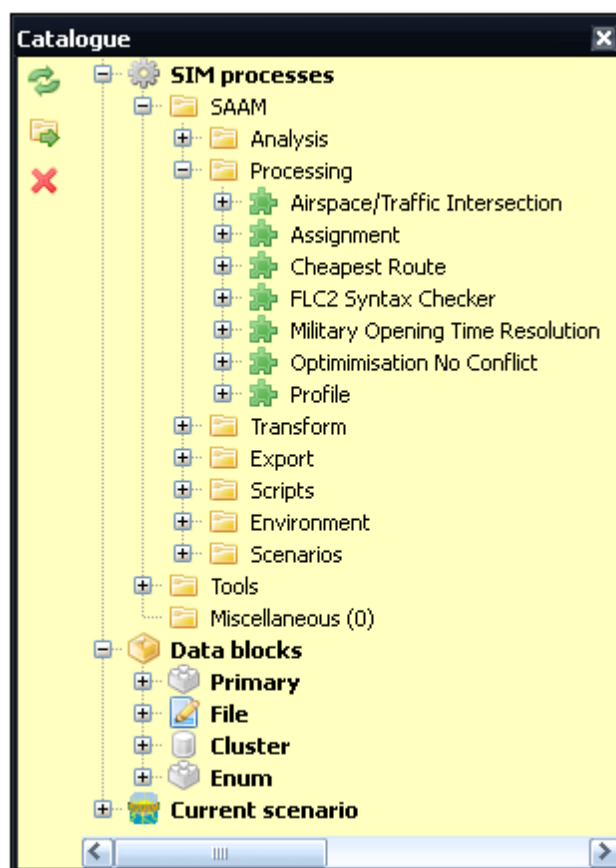 Catalogue
SIM processes
SAAM
Analysis
Processing
Airspace/Traffic Intersection
Assignment
Cheapest Route
FLC2 Syntax Checker
Military Opening Time Resolution
Optimimisation No Conflict
Profile
Transform
Export
Scripts
Environment
Scenarios
Tools
Miscellaneous (0)
Data blocks
Primary
File
Cluster
Enum
Current scenario